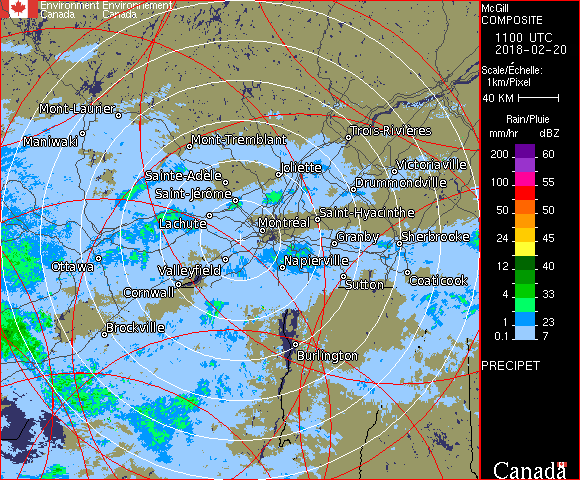 Environment Environnement
Canada Canada
McGill
COMPOSITE
1100 UTC
2018-02-20
Scale/Échelle:
1km/Pixel
40 KM
Rain/Pluie
mm/hr dBZ
200 60
100 55
50 50
24 45
12 40
4 33
1 23
0.1 7
PRECIPET
Canada
Mont-Laurier
Maniwaki
Mont-Tremblant
Trois-Rivières
Joliette
Victoriaville
Sainte-Adèle
Drummondville
Saint-Jérôme
Saint-Hyacinthe
Lachute
Montréal
Granby
Sherbrooke
Ottawa
Valleyfield
Napierville
Cornwall
Sutton
Coaticook
Brockville
Burlington